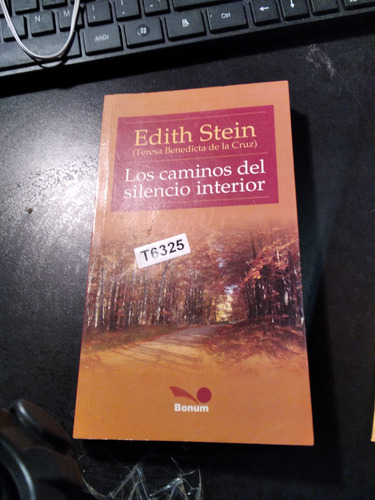 Edith Stein
(Teresa Benedicta de la Cruz)
Los caminos del
silencio interior
T6325
Bonum